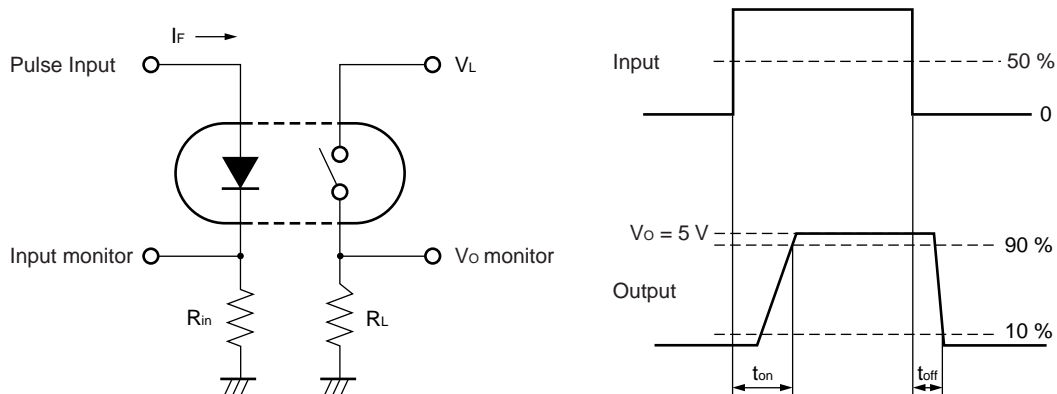 IF
Pulse Input
VL
Input monitor
VO monitor
Rin
RL
Input
50 %
0
VO = 5 V
90 %
Output
10 %
ton
toff